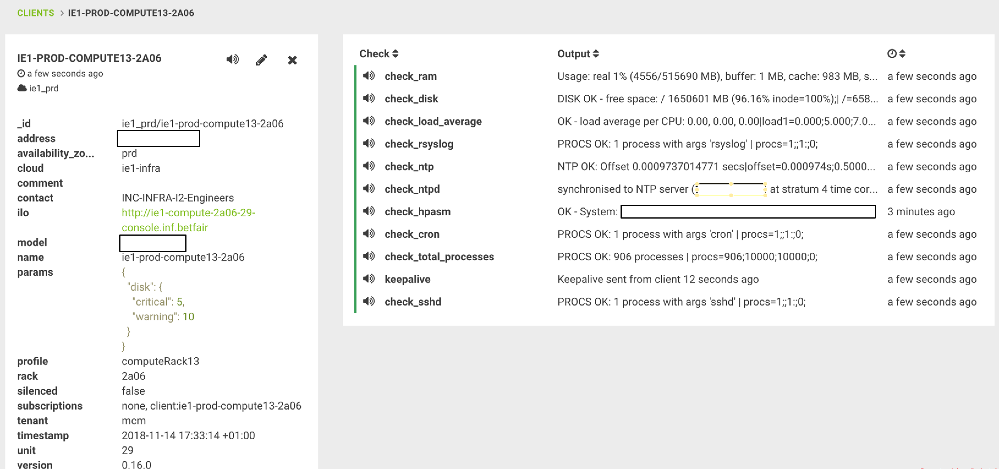 CLIENTS > IE1-PROD-COMPUTE13-2A06
IE1-PROD-COMPUTE13-2A06
a few seconds ago
ie1_prd
_id ie1_prd/ie1-prod-compute13-2a06
address
availability_zo... prd
cloud ie1-infra
comment
contact INC-INFRA-I2-Engineers
ilo http://ie1-compute-2a06-29-
console.inf.betfair
model
name ie1-prod-compute13-2a06
params {
"disk": {
"critical": 5,
"warning": 10
}
}
profile computeRack13
rack 2a06
silenced false
subscriptions none, client:ie1-prod-compute13-2a06
tenant mcm
timestamp 2018-11-14 17:33:14 +01:00
unit 29
version 0.16.0
Check Output
check_ram Usage: real 1% (4556/515690 MB), buffer: 1 MB, cache: 983 MB, s... a few seconds ago
check_disk DISK OK - free space: / 1650601 MB (96.16% inode=100%);| /=658... a few seconds ago
check_load_average OK - load average per CPU: 0.00, 0.00, 0.00|load1=0.000;5.000;7.0... a few seconds ago
check_rsyslog PROCS OK: 1 process with args 'rsyslog' | procs=1;;1:;0; a few seconds ago
check_ntp NTP OK: Offset 0.0009737014771 secs|offset=0.000974s;0.5000... a few seconds ago
check_ntpd synchronised to NTP server ( at stratum 4 time cor... a few seconds ago
check_hpasm OK - System: 3 minutes ago
check_cron PROCS OK: 1 process with args 'cron' | procs=1;;1:;0; a few seconds ago
check_total_processes PROCS OK: 906 processes | procs=906;10000;10000;0; a few seconds ago
keepalive Keepalive sent from client 12 seconds ago a few seconds ago
check_sshd PROCS OK: 1 process with args 'sshd' | procs=1;;1:;0; a few seconds ago